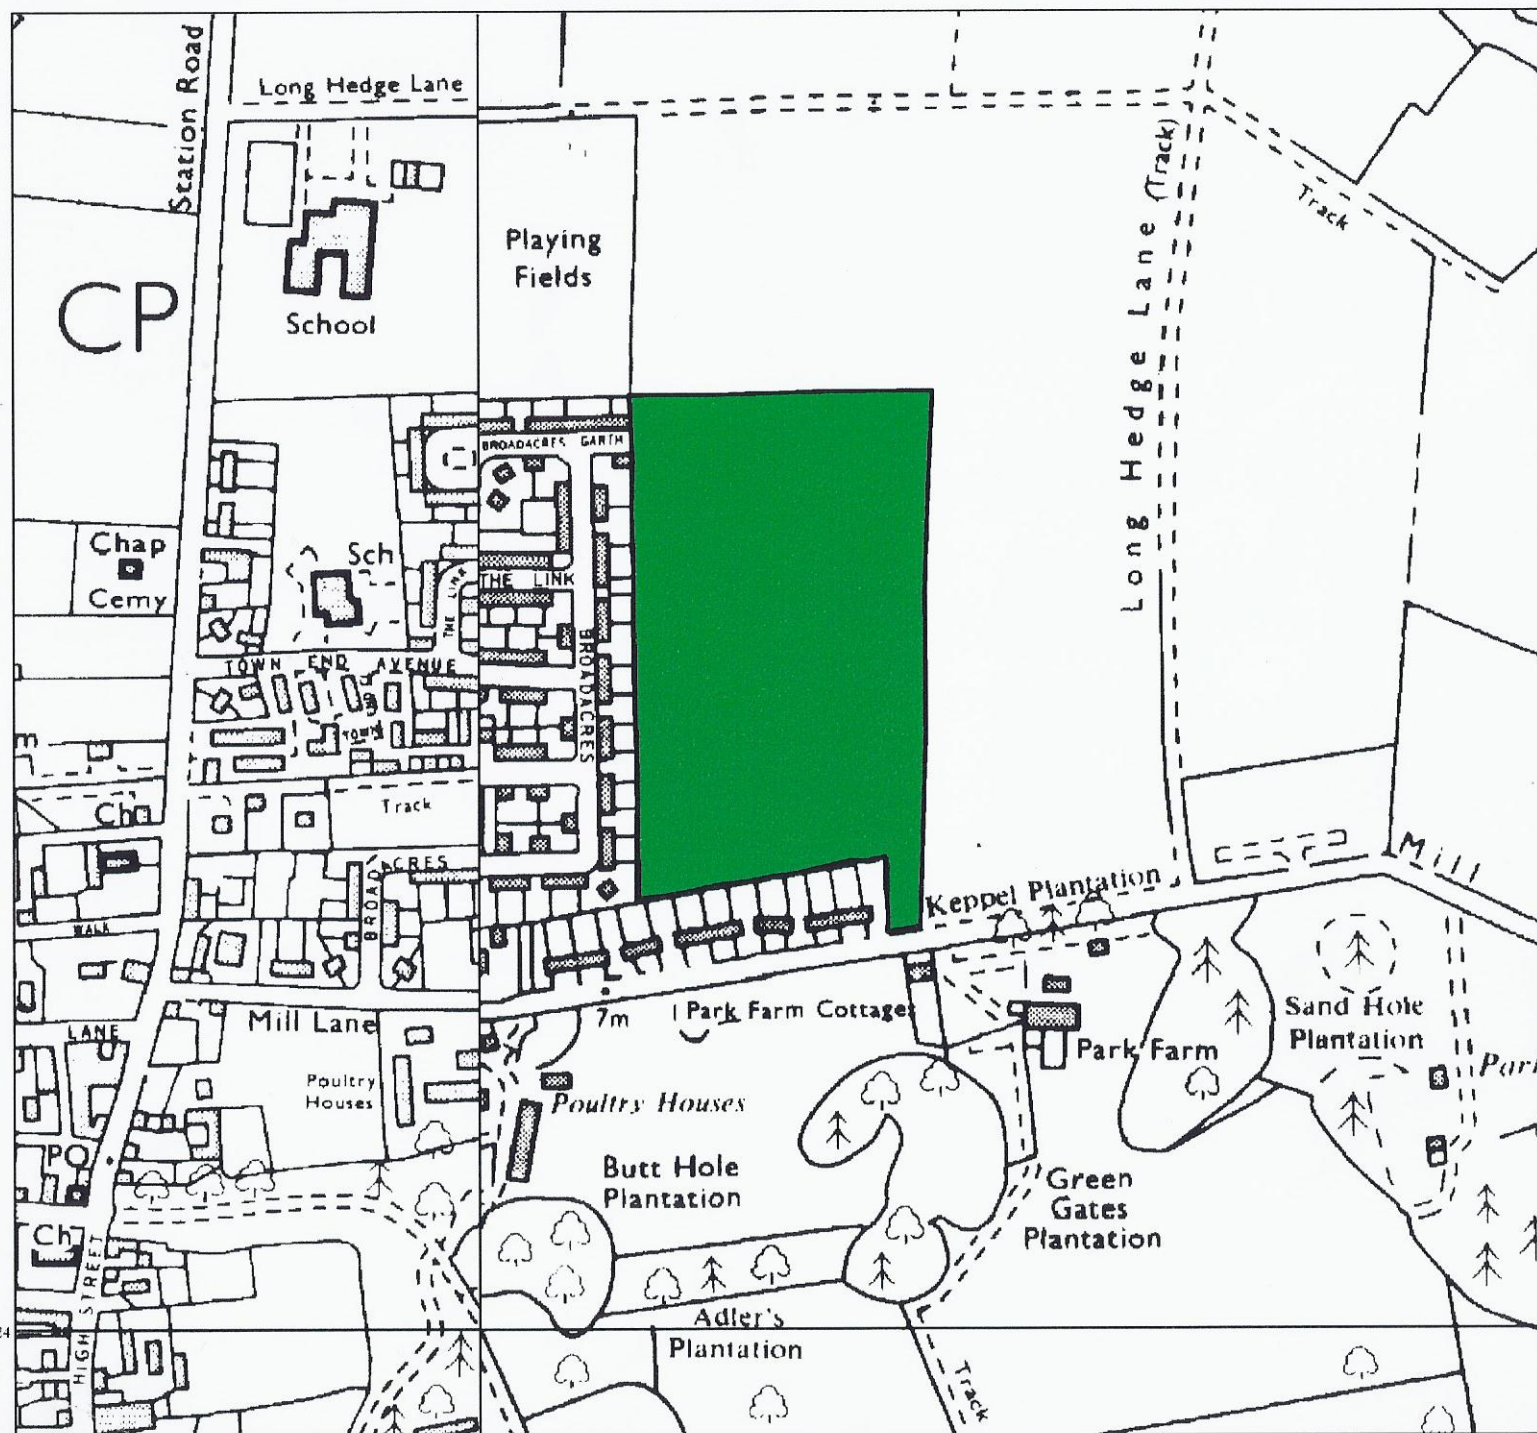 Station Road
Long Hedge Lane
Playing
Fields
School
CP
Long Hedge Lane (Track)
Track
BROADACRES GARTH
Chap
Cemy
Sch
THE LINK
THE LINK
TOWN END AVENUE
TOWN
BROADACRES
Track
Ch
BROADACRES
Keppel Plantation
Mill
WALK
Mill Lane
7m
Park Farm Cottages
Sand Hole
Plantation
LANE
Park Farm
Poultry
Houses
Poultry Houses
PO
Butt Hole
Plantation
Green
Gates
Plantation
Ch
HIGH STREET
Adler's
Plantation
Track